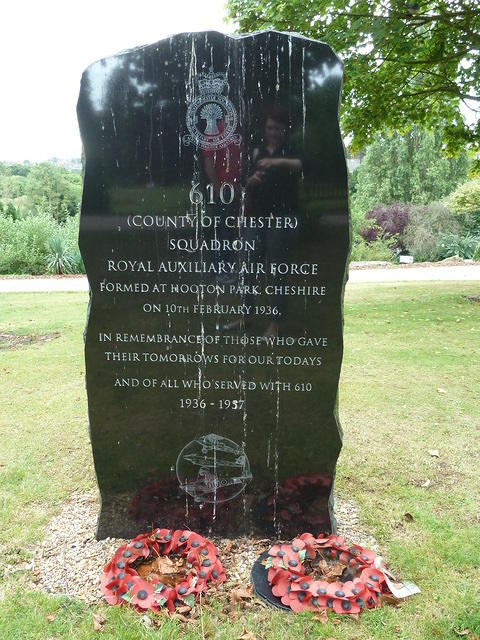 610
(COUNTY OF CHESTER)
SQUADRON
ROYAL AUXILIARY AIR FORCE
FORMED AT HOOTON PARK, CHESHIRE
ON 10TH FEBRUARY 1936.
IN REMEMBRANCE OF THOSE WHO GAVE
THEIR TOMORROWS FOR OUR TODAYS
AND OF ALL WHO SERVED WITH 610
1936 - 1957